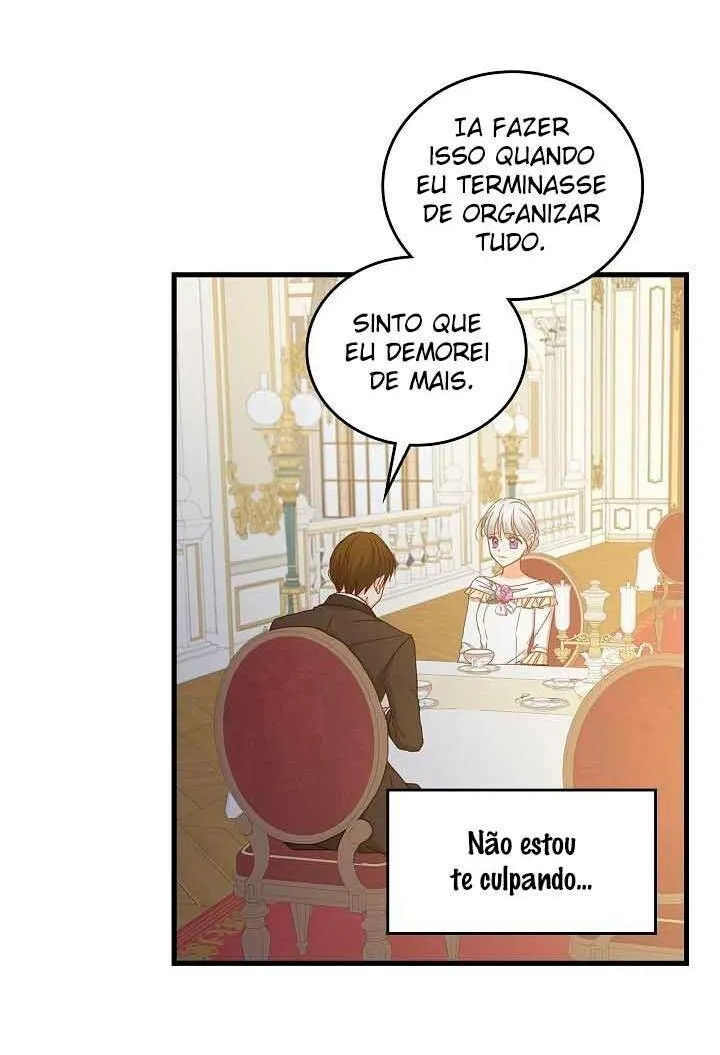 IA FAZER
ISSO QUANDO
EU TERMINASSE
DE ORGANIZAR
TUDO.
SINTO QUE
EU DEMOREI
DE MAIS.
Não estou
te culpando...